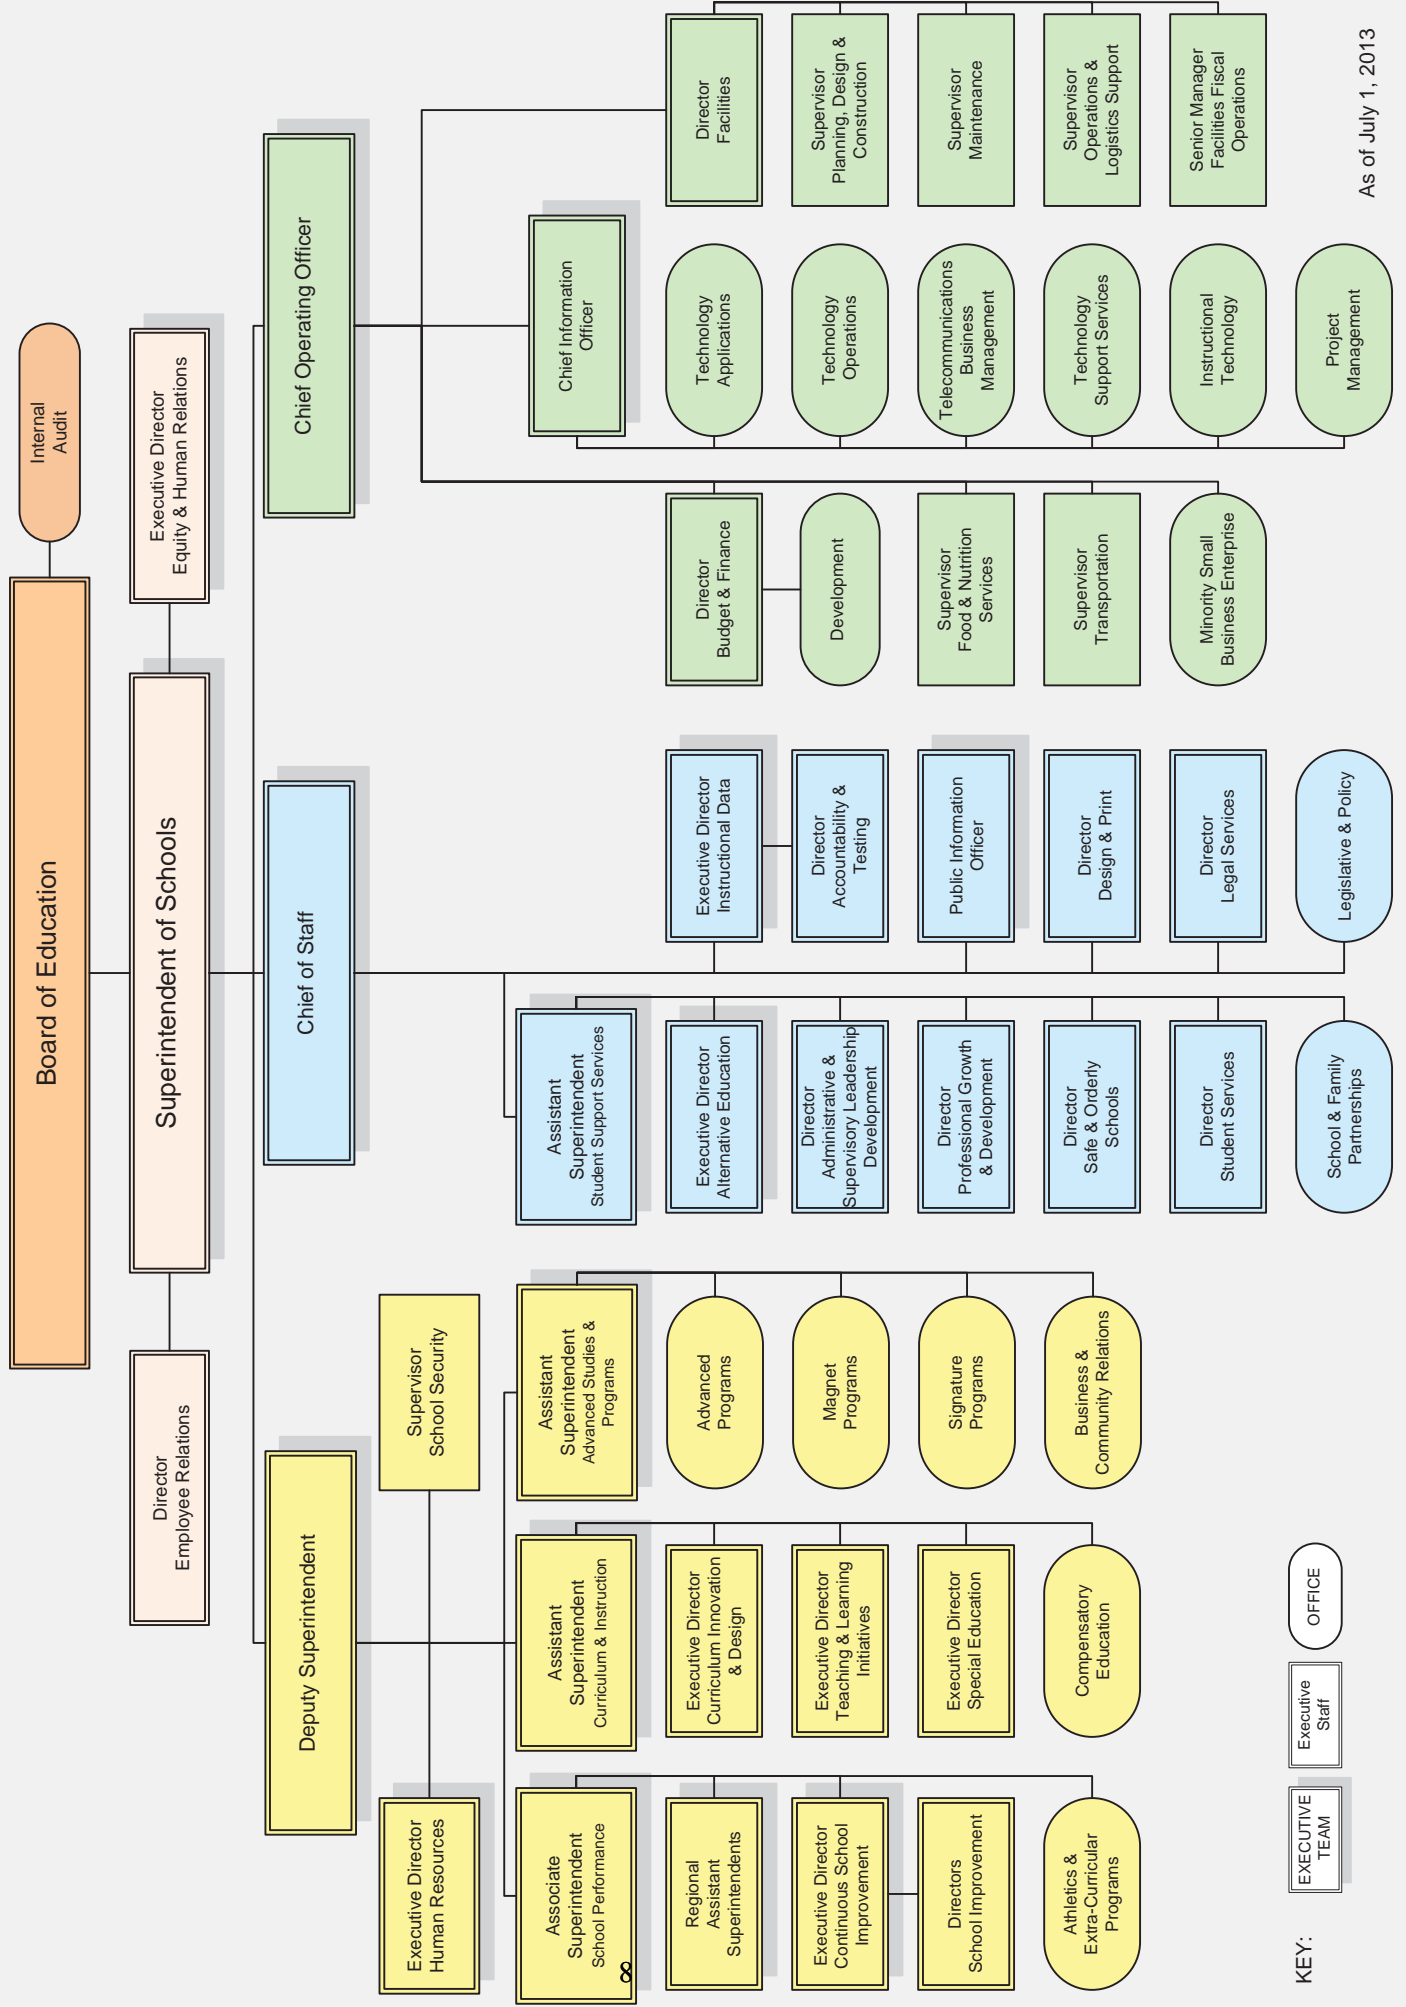 Board of Education
Internal
Audit
Director
Employee Relations
Superintendent of Schools
Executive Director
Equity & Human Relations
Deputy Superintendent
Chief of Staff
Chief Operating Officer
Executive Director
Human Resources
Supervisor
School Security
Associate
Superintendent
School Performance
Regional
Assistant
Superintendents
Executive Director
Continuous School
Improvement
Directors
School Improvement
Athletics &
Extra-Curricular
Programs
Assistant
Superintendent
Curriculum & Instruction
Executive Director
Curriculum Innovation
& Design
Executive Director
Teaching & Learning
Initiatives
Executive Director
Special Education
Compensatory
Education
Assistant
Superintendent
Advanced Studies &
Programs
Advanced
Programs
Magnet
Programs
Signature
Programs
Business &
Community Relations
Assistant
Superintendent
Student Support Services
Executive Director
Alternative Education
Director
Administrative &
Supervisory Leadership
Development
Director
Professional Growth
& Development
Director
Safe & Orderly
Schools
Director
Student Services
School & Family
Partnerships
Executive Director
Instructional Data
Director
Accountability &
Testing
Public Information
Officer
Director
Design & Print
Director
Legal Services
Legislative & Policy
Director
Budget & Finance
Development
Supervisor
Food & Nutrition
Services
Supervisor
Transportation
Minority Small
Business Enterprise
Chief Information
Officer
Technology
Applications
Technology
Operations
Telecommunications
Business
Management
Technology
Support Services
Instructional
Technology
Project
Management
Director
Facilities
Supervisor
Planning, Design &
Construction
Supervisor
Maintenance
Supervisor
Operations &
Logistics Support
Senior Manager
Facilities Fiscal
Operations
KEY:
EXECUTIVE
TEAM
Executive
Staff
OFFICE
As of July 1, 2013
8